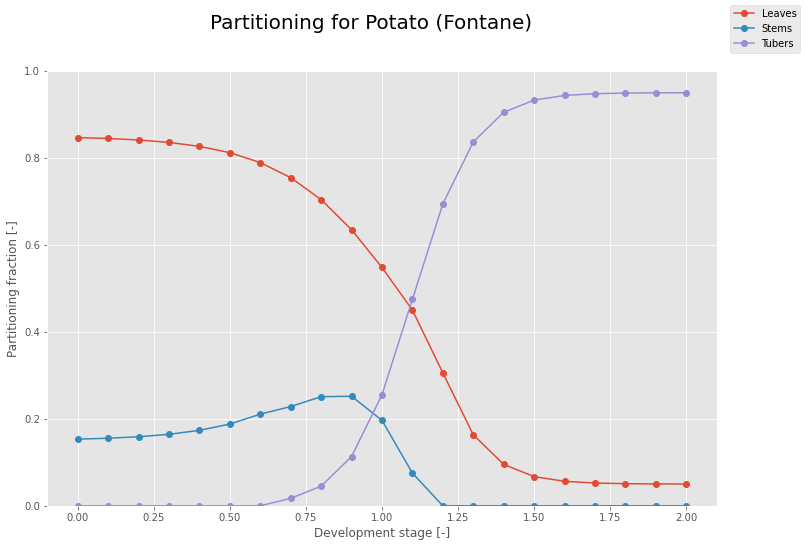 Partitioning for Potato (Fontane)
Leaves
Stems
Tubers
1.0
0.8
0.6
0.4
0.2
0.0
Partitioning fraction [-]
0.00 0.25 0.50 0.75 1.00 1.25 1.50 1.75 2.00
Development stage [-]